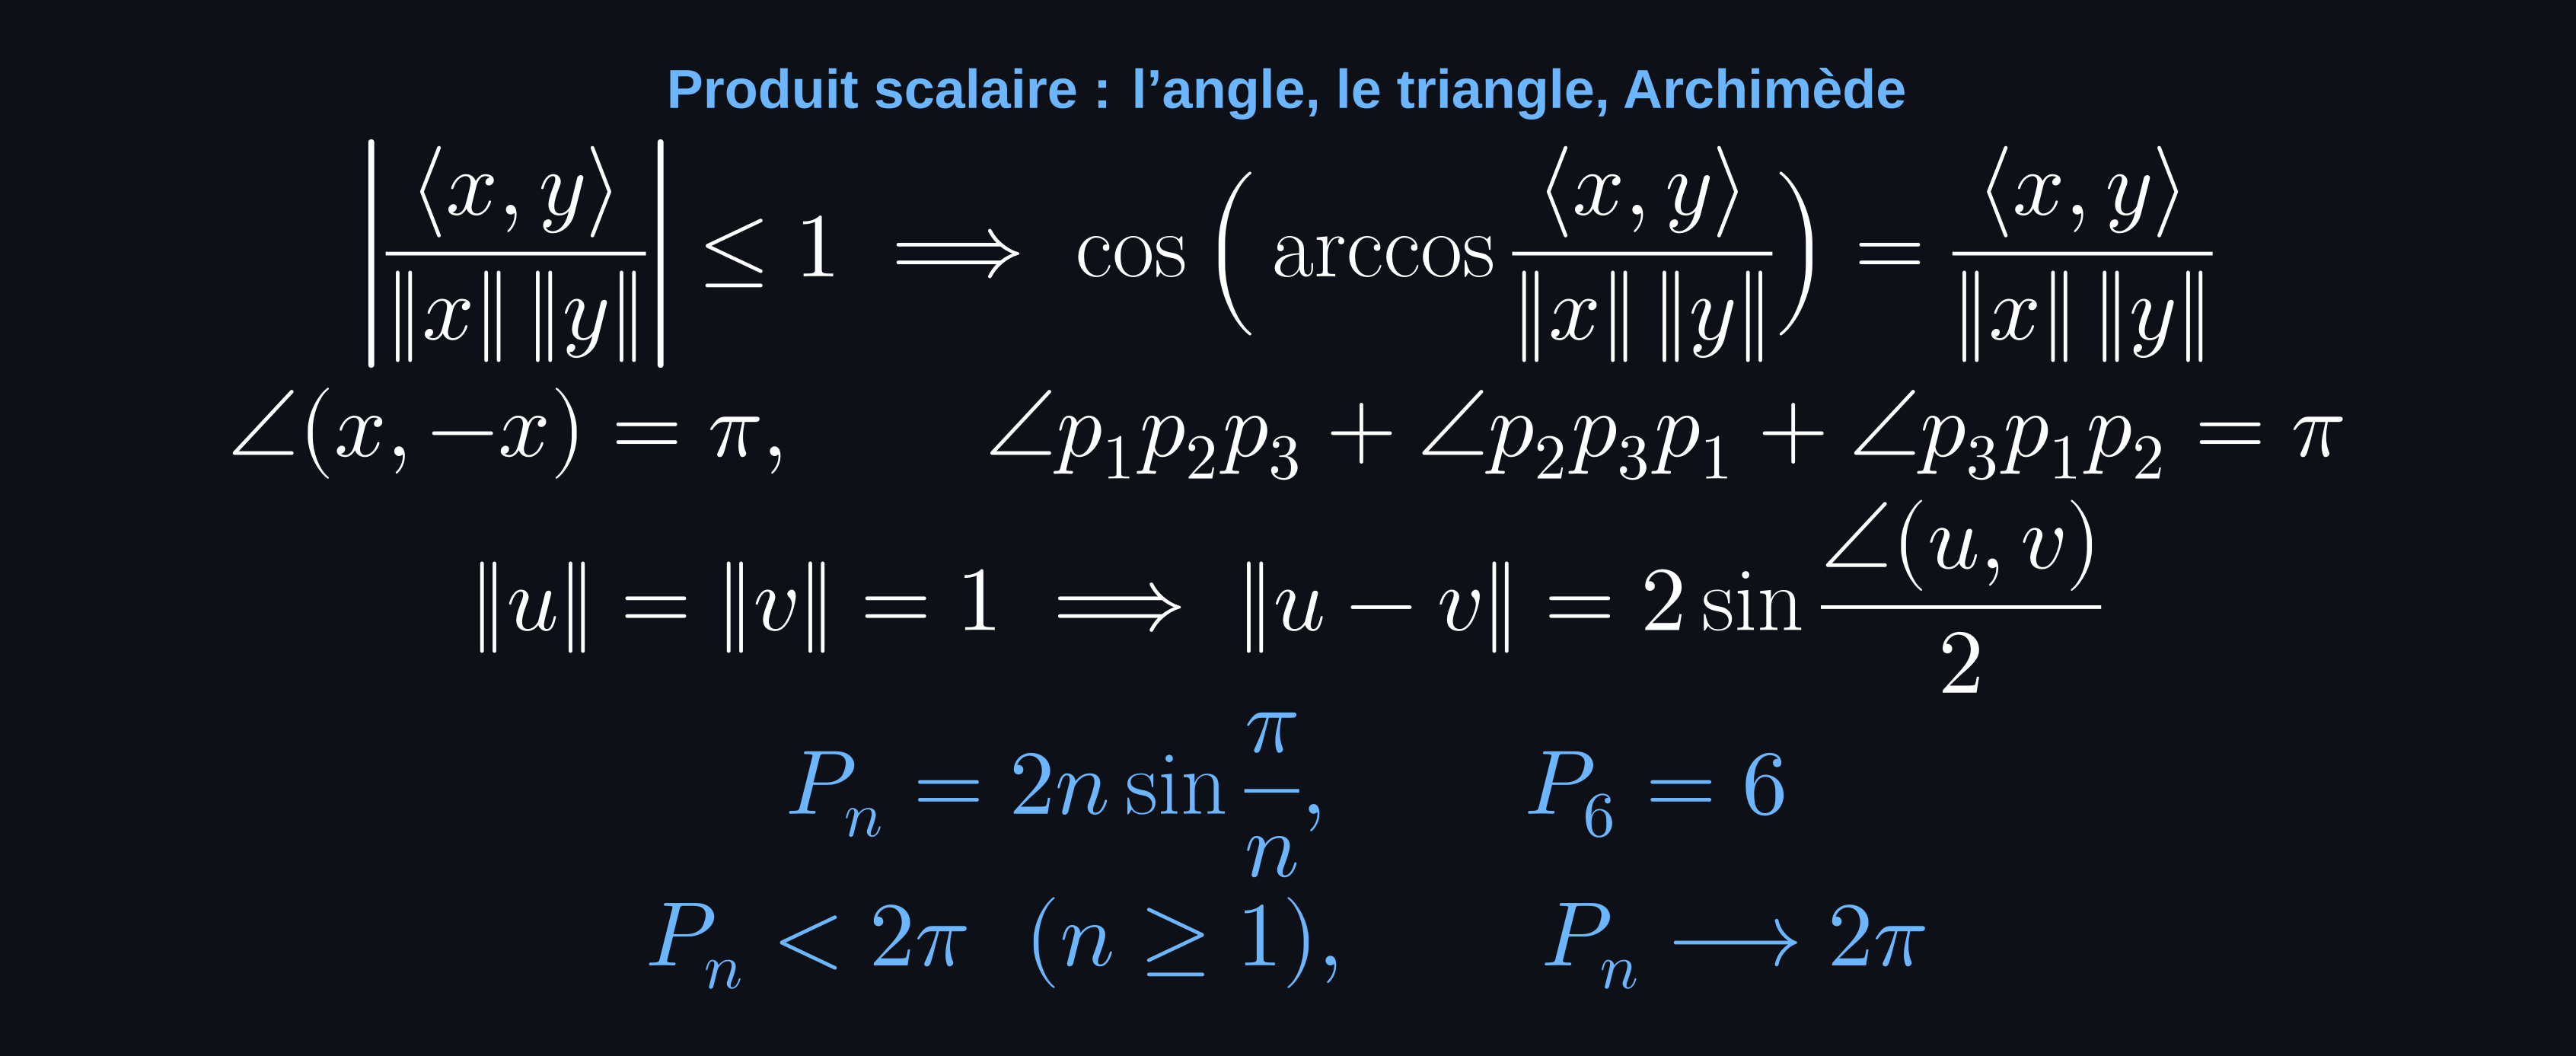 Produit scalaire : l’angle, le triangle, Archimède
|⟨x, y⟩ / ‖x‖ ‖y‖| ≤ 1 ⟹ cos( arccos ⟨x, y⟩ / ‖x‖ ‖y‖ ) = ⟨x, y⟩ / ‖x‖ ‖y‖
∠(x, −x) = π, ∠p₁p₂p₃ + ∠p₂p₃p₁ + ∠p₃p₁p₂ = π
‖u‖ = ‖v‖ = 1 ⟹ ‖u − v‖ = 2 sin ∠(u, v) / 2
Pₙ = 2n sin π / n, P₆ = 6
Pₙ < 2π (n ≥ 1), Pₙ ⟶ 2π